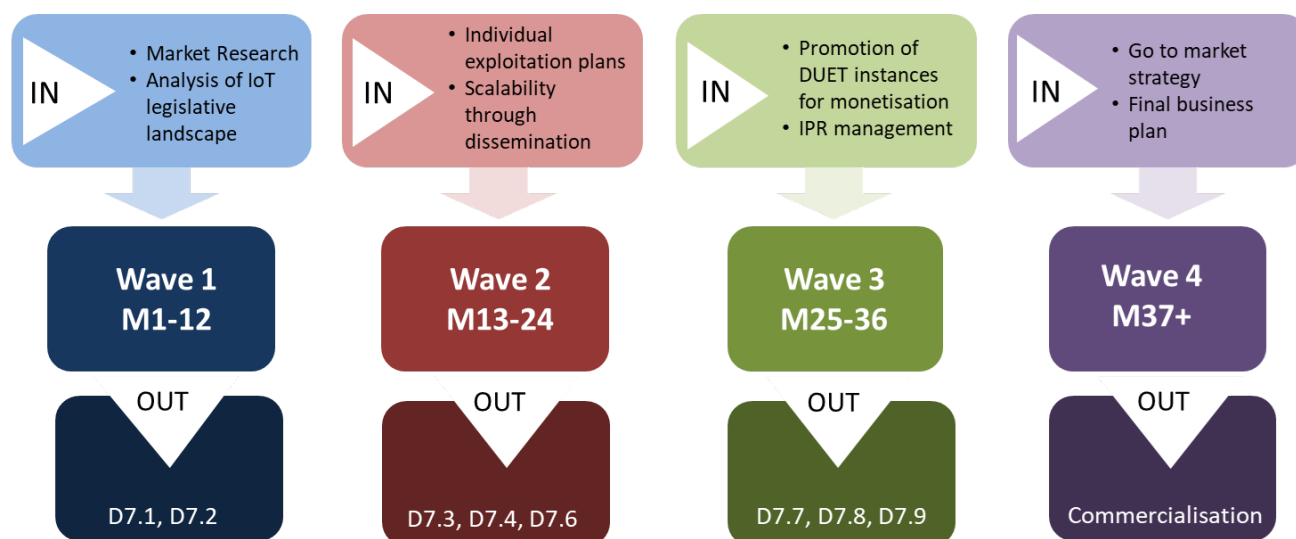 IN
• Market Research
• Analysis of IoT
legislative
landscape
IN
• Individual
exploitation plans
• Scalability
through
dissemination
IN
• Promotion of
DUET instances
for monetisation
• IPR management
IN
• Go to market
strategy
• Final business
plan
Wave 1
M1-12
Wave 2
M13-24
Wave 3
M25-36
Wave 4
M37+
OUT
OUT
OUT
OUT
D7.1, D7.2
D7.3, D7.4, D7.6
D7.7, D7.8, D7.9
Commercialisation